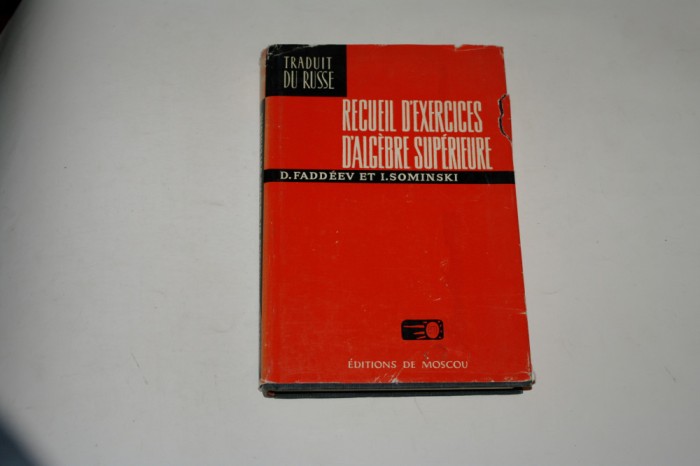 TRADUIT
DU RUSSE
RECUEIL D'EXERCICES
D'ALGÈBRE SUPÉRIEURE
D. FADDÉEV ET I. SOMINSKI
ÉDITIONS DE MOSCOU